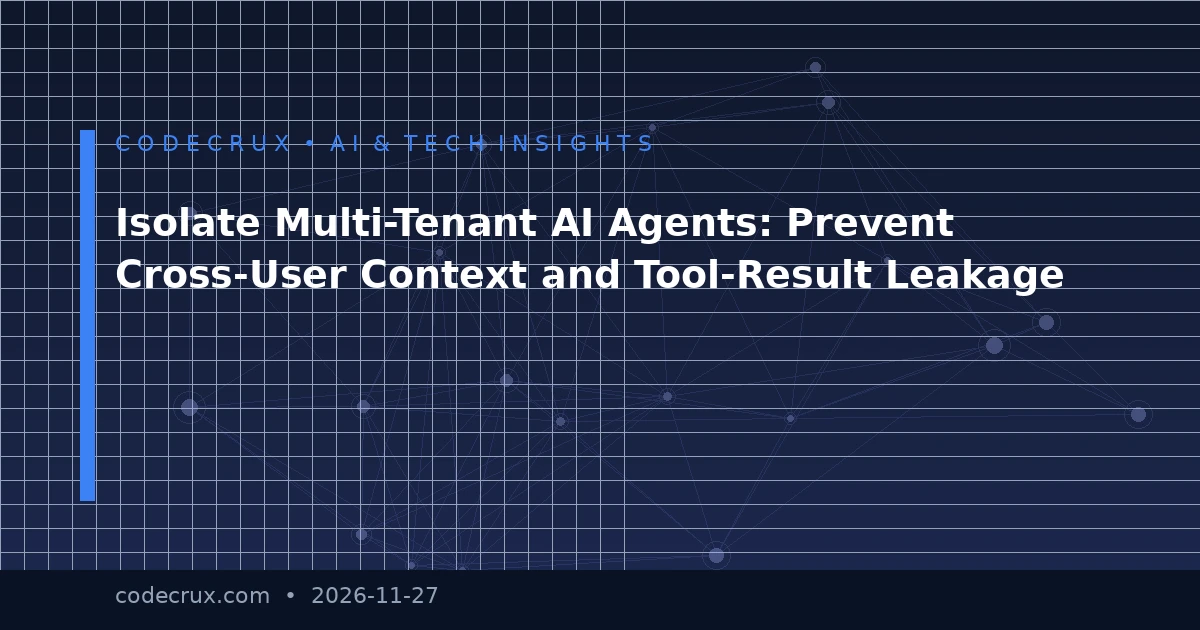 CODECRUX • AI & TECH INSIGHTS
Isolate Multi-Tenant AI Agents: Prevent
Cross-User Context and Tool-Result Leakage
codecrux.com • 2026-11-27